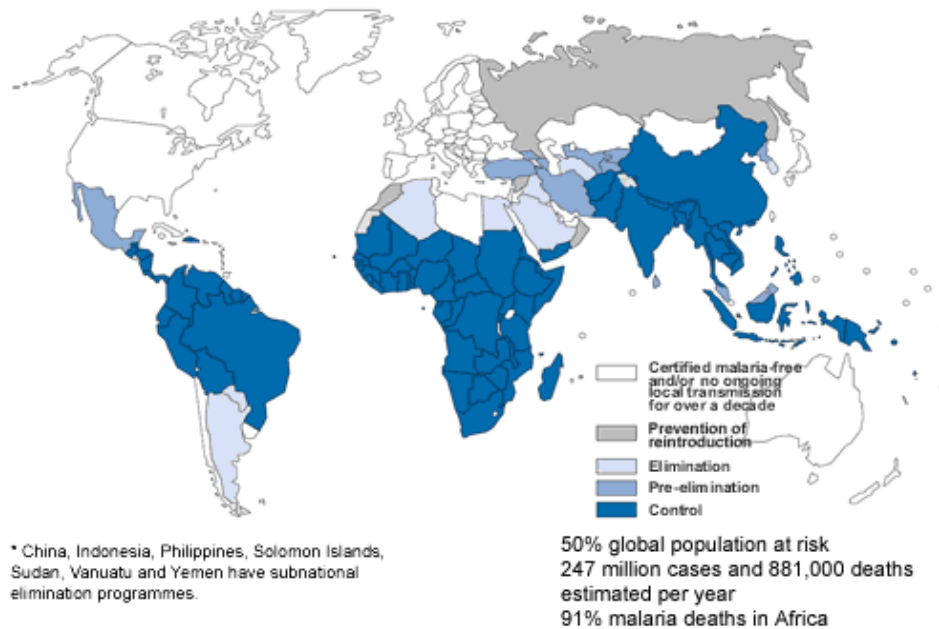 Certified malaria-free
and/or no ongoing
local transmission
for over a decade
Prevention of
reintroduction
Elimination
Pre-elimination
Control
* China, Indonesia, Philippines, Solomon Islands,
Sudan, Vanuatu and Yemen have subnational
elimination programmes.
50% global population at risk
247 million cases and 881,000 deaths
estimated per year
91% malaria deaths in Africa